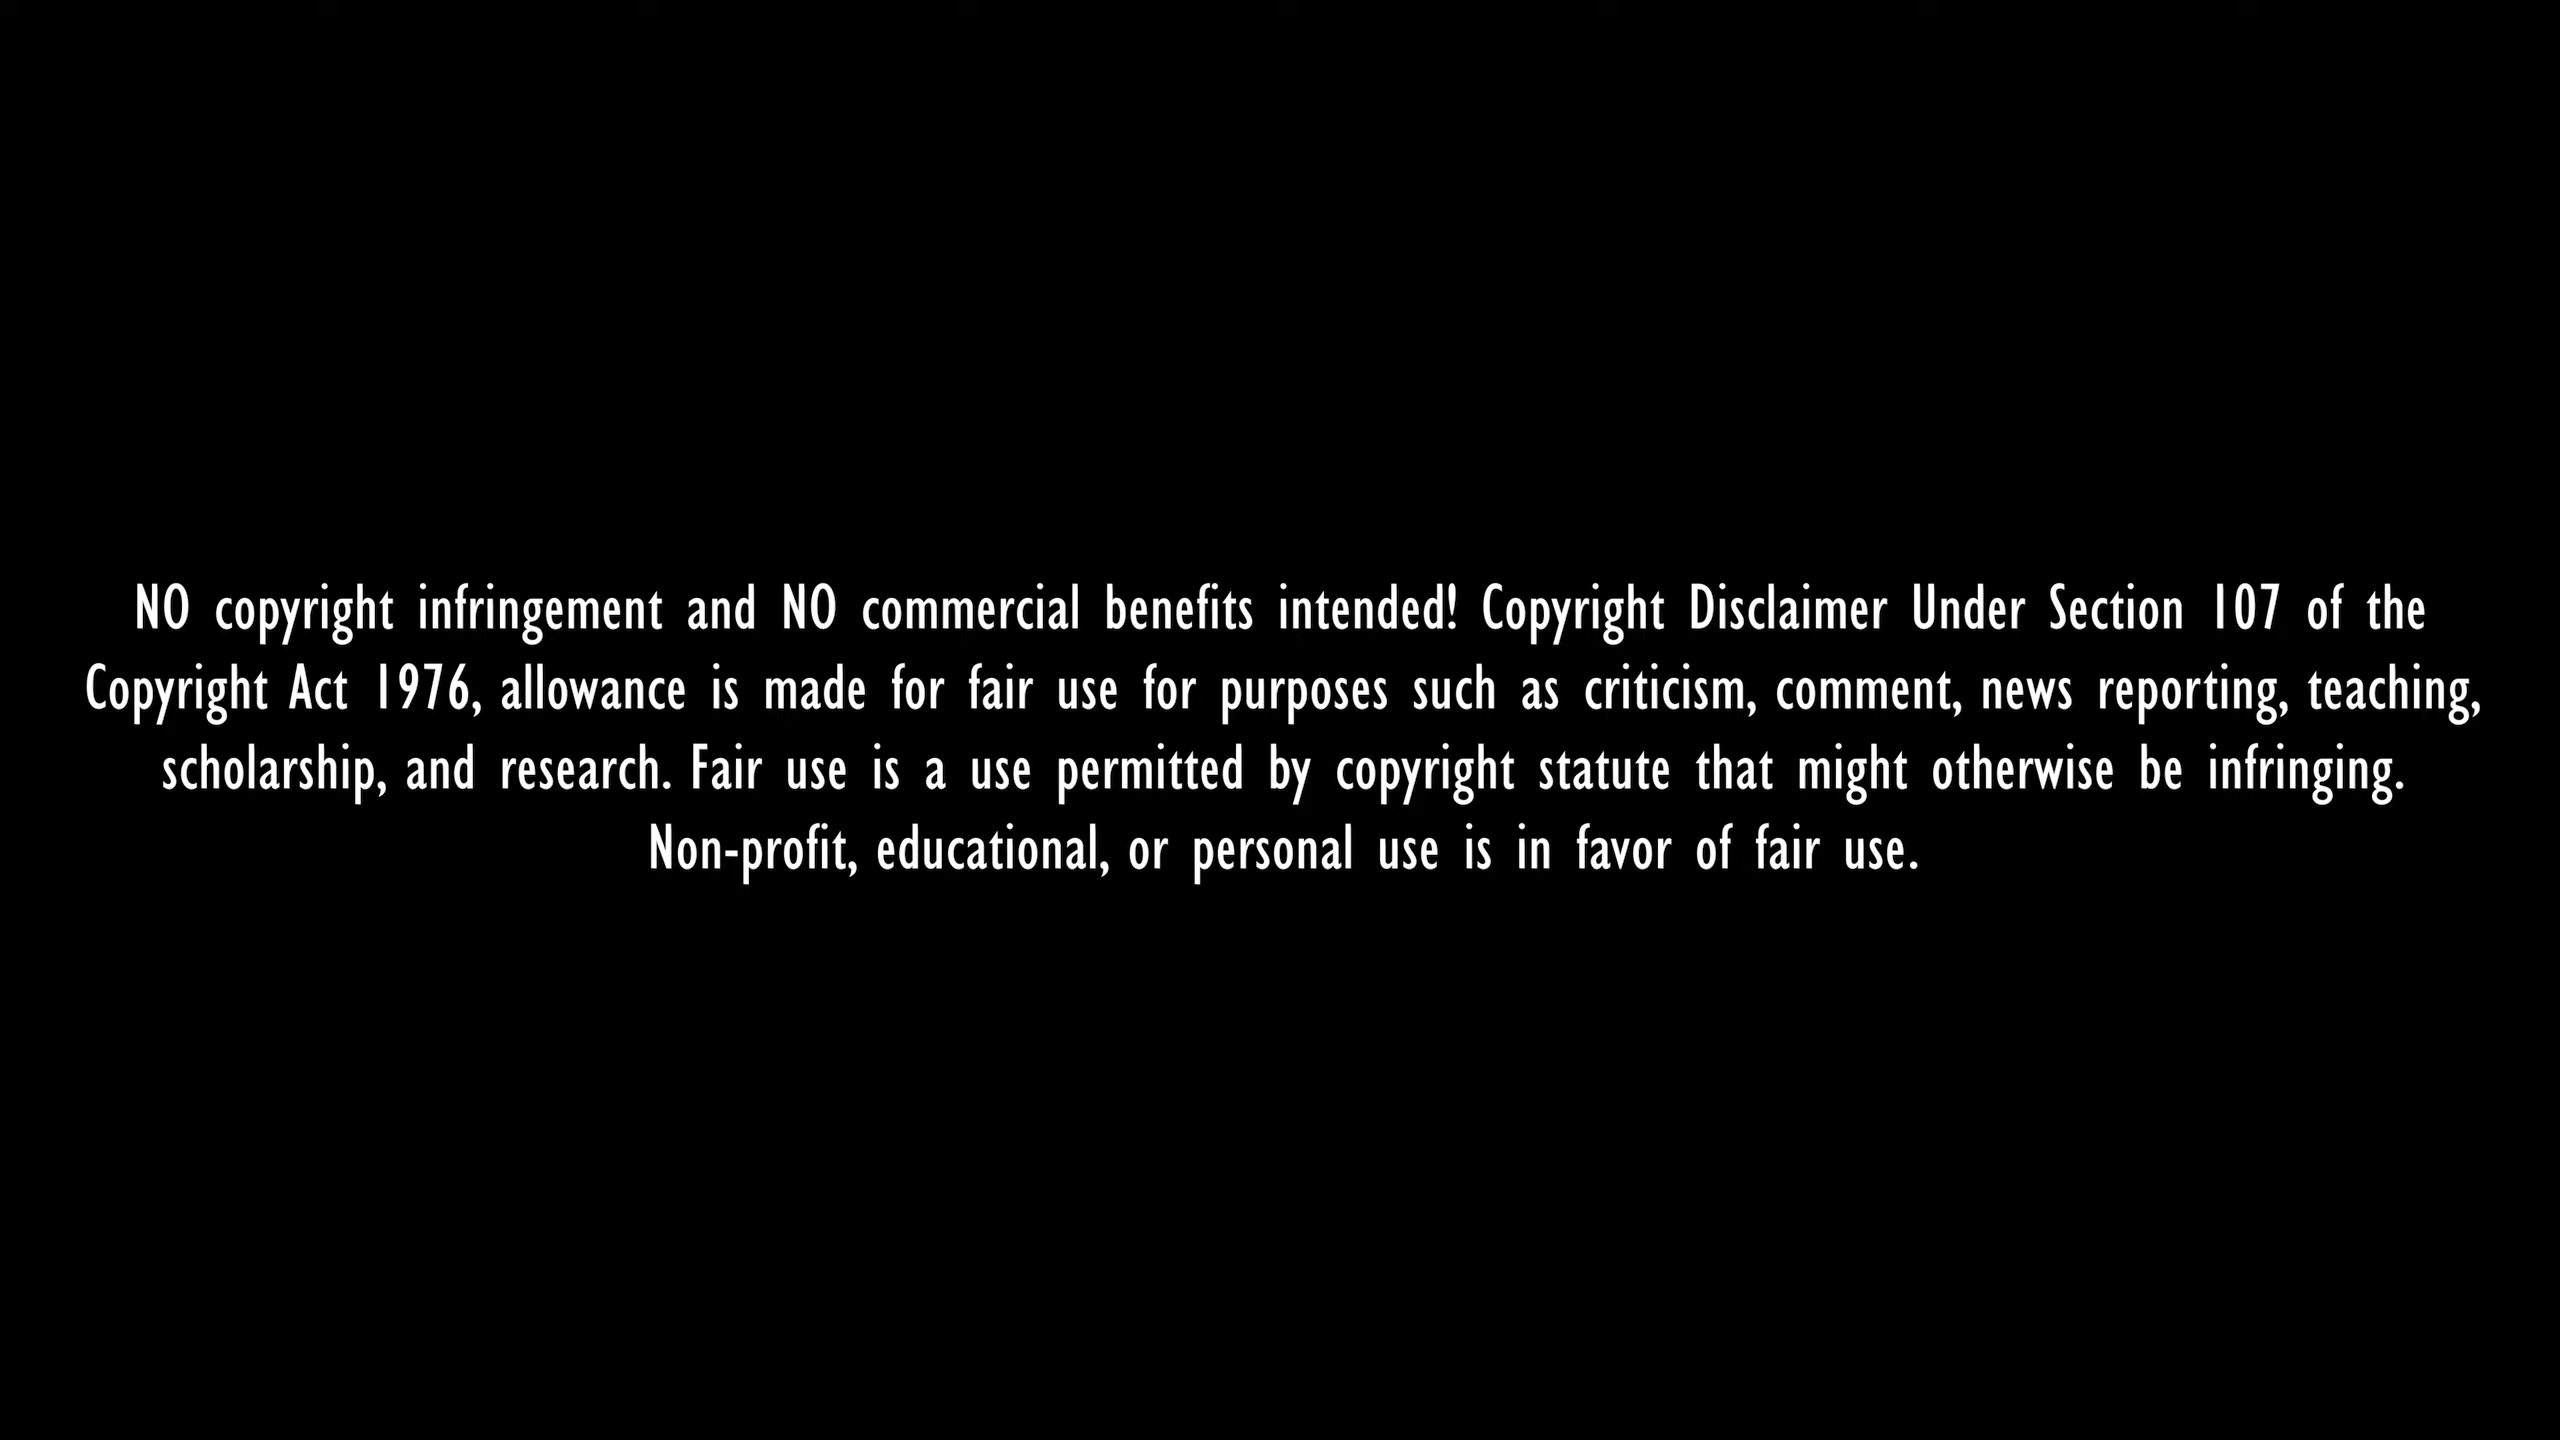 NO copyright infringement and NO commercial benefits intended! Copyright Disclaimer Under Section 107 of the
Copyright Act 1976, allowance is made for fair use for purposes such as criticism, comment, news reporting, teaching,
scholarship, and research. Fair use is a use permitted by copyright statute that might otherwise be infringing.
Non-profit, educational, or personal use is in favor of fair use.